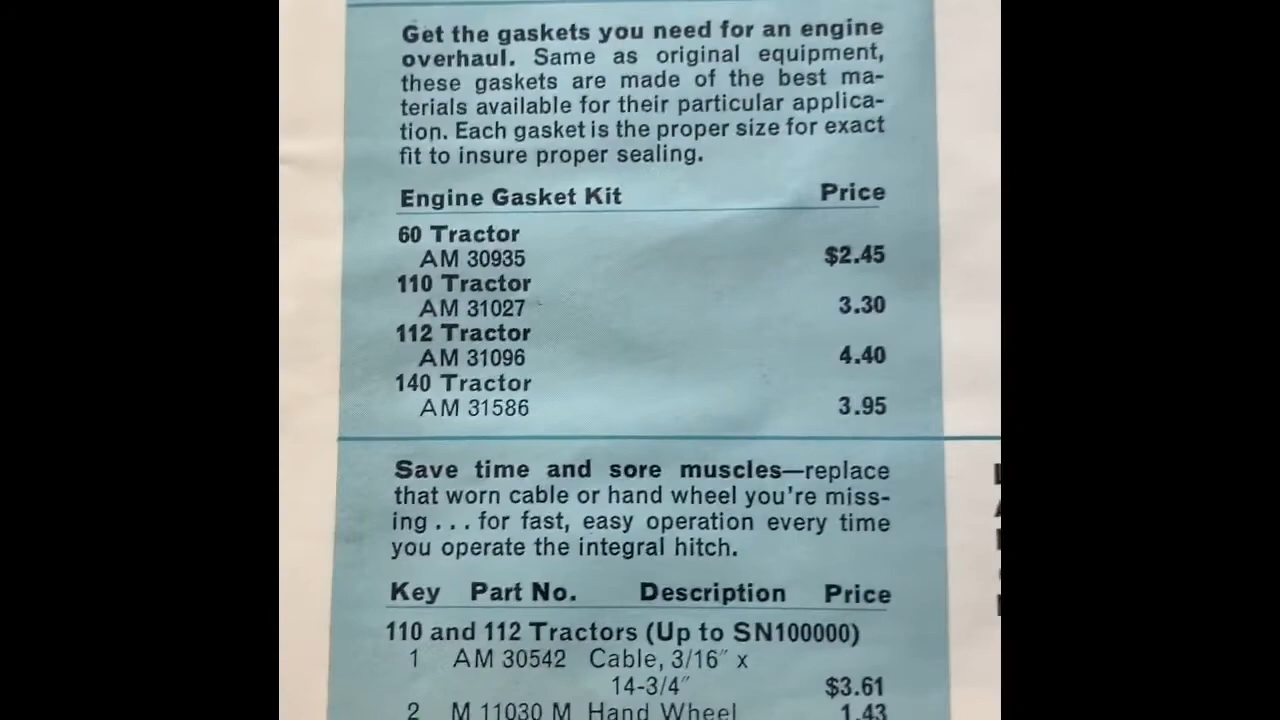 Get the gaskets you need for an engine
overhaul. Same as original equipment,
these gaskets are made of the best ma-
terials available for their particular applica-
tion. Each gasket is the proper size for exact
fit to insure proper sealing.
Engine Gasket Kit Price
60 Tractor
AM 30935 $2.45
110 Tractor
AM 31027 3.30
112 Tractor
AM 31096 4.40
140 Tractor
AM 31586 3.95
Save time and sore muscles—replace
that worn cable or hand wheel you're miss-
ing... for fast, easy operation every time
you operate the integral hitch.
Key Part No. Description Price
110 and 112 Tractors (Up to SN100000)
1 AM 30542 Cable, 3/16″ x
14-3/4″ $3.61
2 M 11030 M Hand Wheel 1.43